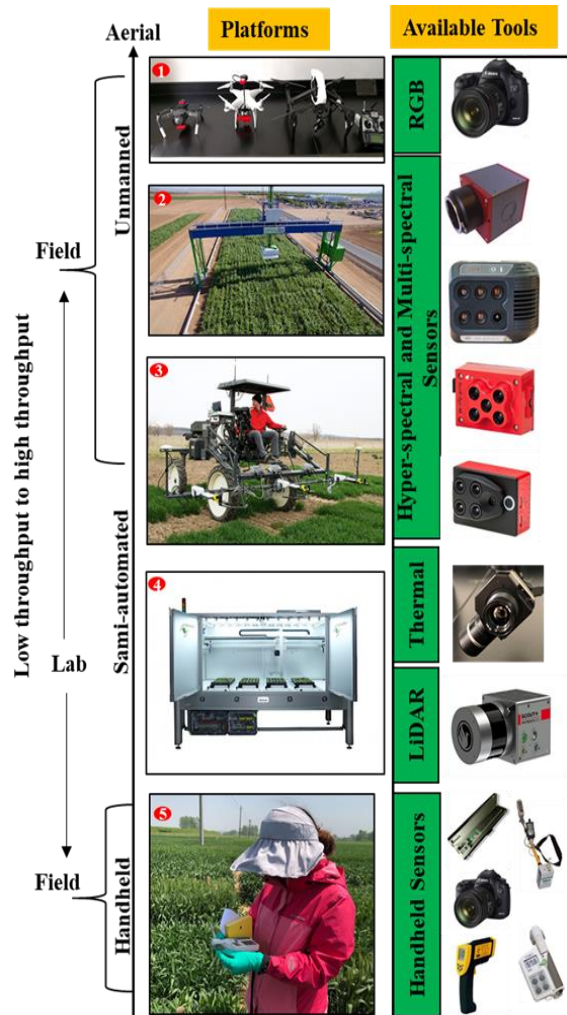 Aerial
Platforms
Available Tools
1
RGB
Unmanned
2
Field
Hyper-spectral and Multi-spectral
Sensors
3
Low throughput to high throughput
Sami-automated
4
Thermal
Lab
LiDAR
SCOUT+
5
Field
Handheld
Handheld Sensors